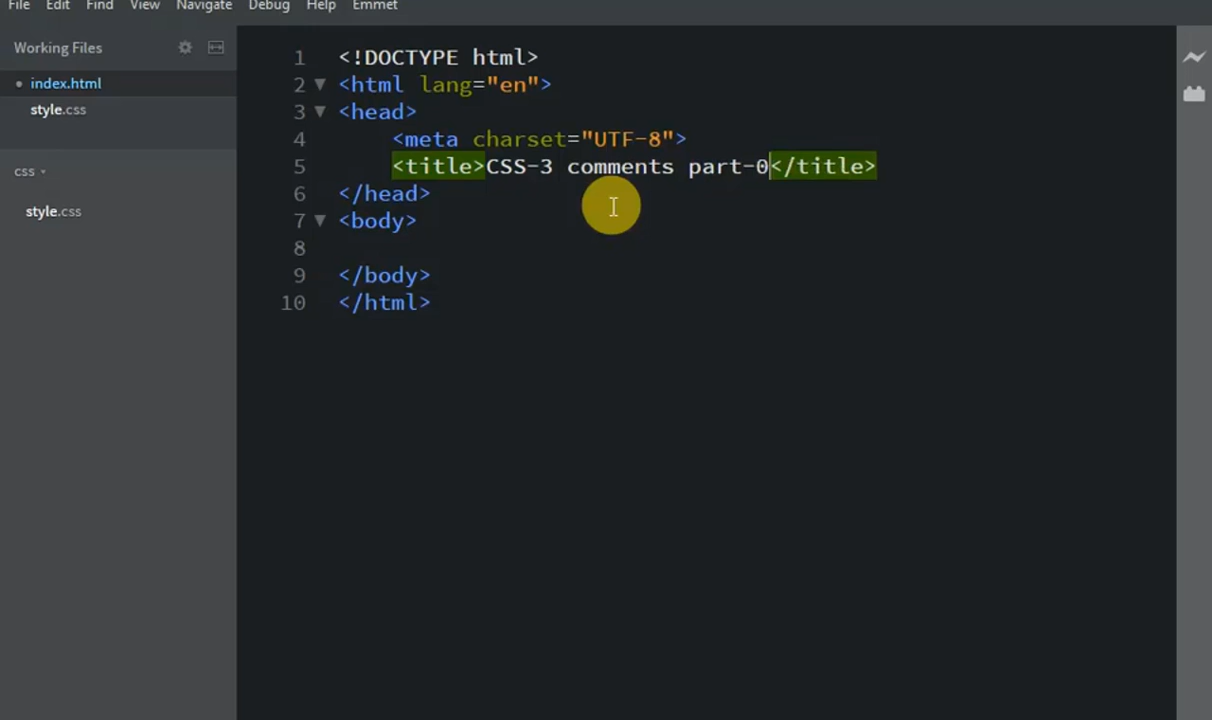 File Edit Find View Navigate Debug Help Emmet
Working Files
• index.html
style.css
css
style.css
1 <!DOCTYPE html>
2 <html lang="en">
3 <head>
4 <meta charset="UTF-8">
5 <title>CSS-3 comments part-0</title>
6 </head>
7 <body>
8
9 </body>
10 </html>